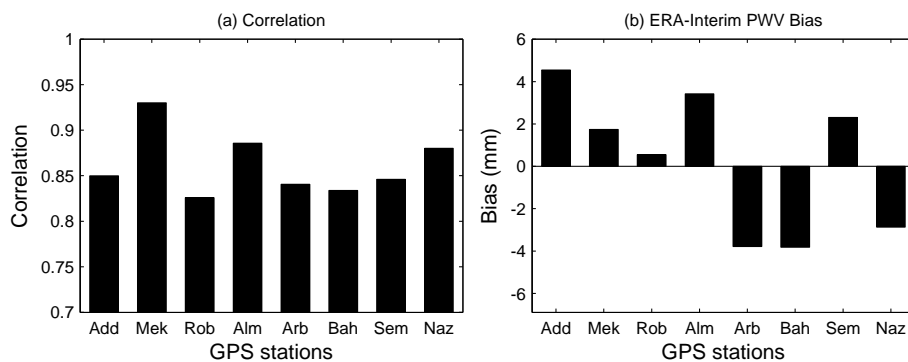 (a) Correlation
1
0.95
0.9
0.85
0.8
0.75
0.7
Correlation
Add Mek Rob Alm Arb Bah Sem Naz
GPS stations
(b) ERA-Interim PWV Bias
6
4
2
0
-2
-4
-6
Bias (mm)
Add Mek Rob Alm Arb Bah Sem Naz
GPS stations